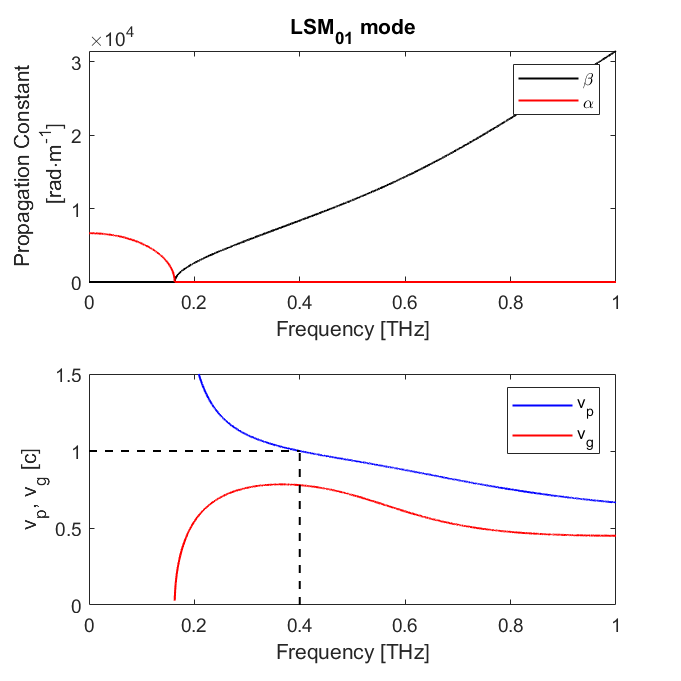 LSM01 mode
×10^4
Propagation Constant
[rad·m^-1]
3
2
1
0
β
α
0 0.2 0.4 0.6 0.8 1
Frequency [THz]
vp, vg [c]
1.5
1
0.5
0
vp
vg
0 0.2 0.4 0.6 0.8 1
Frequency [THz]